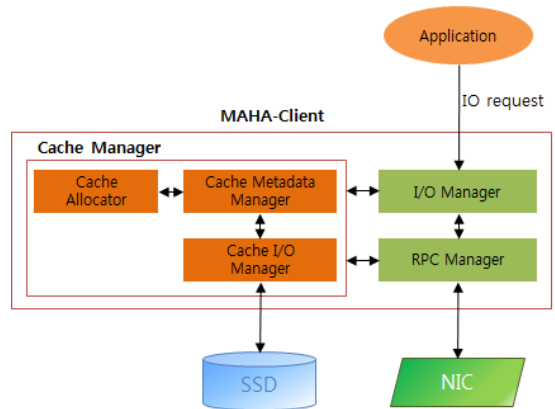 Application
IO request
MAHA-Client
Cache Manager
Cache
Allocator
Cache Metadata
Manager
I/O Manager
Cache I/O
Manager
RPC Manager
SSD
NIC